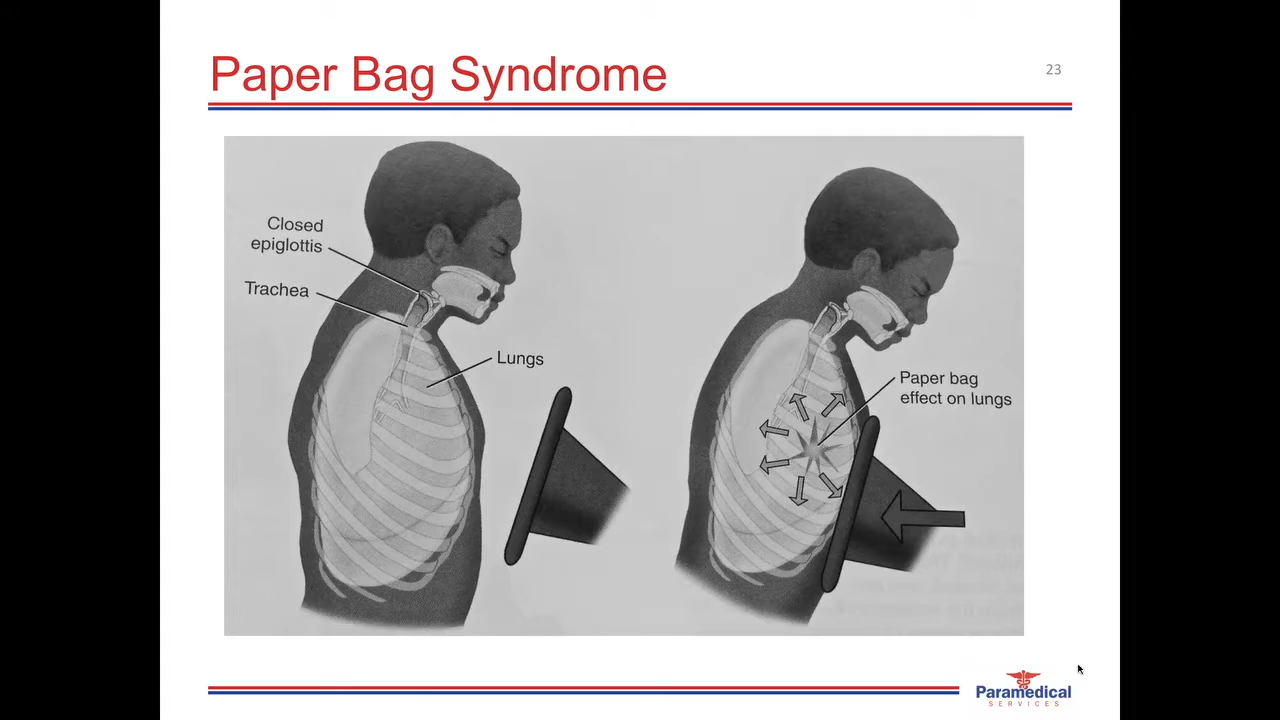 Paper Bag Syndrome
23
Closed
epiglottis
Trachea
Lungs
Paper bag
effect on lungs
Paramedical
SERVICES